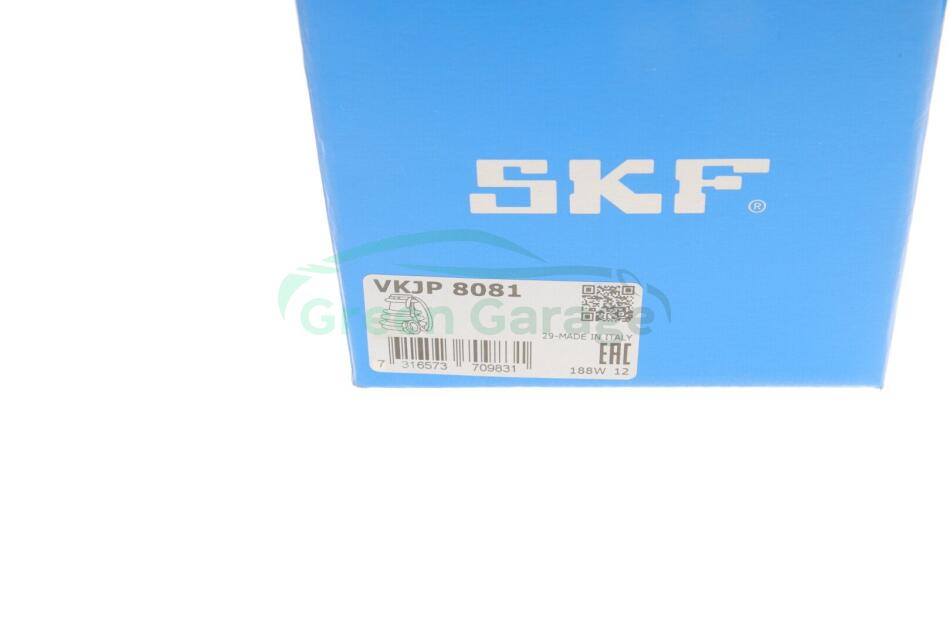 SKF®
VKJP 8081
Green Garage
29-MADE IN ITALY
EAC
7 316573 709831
188W 12